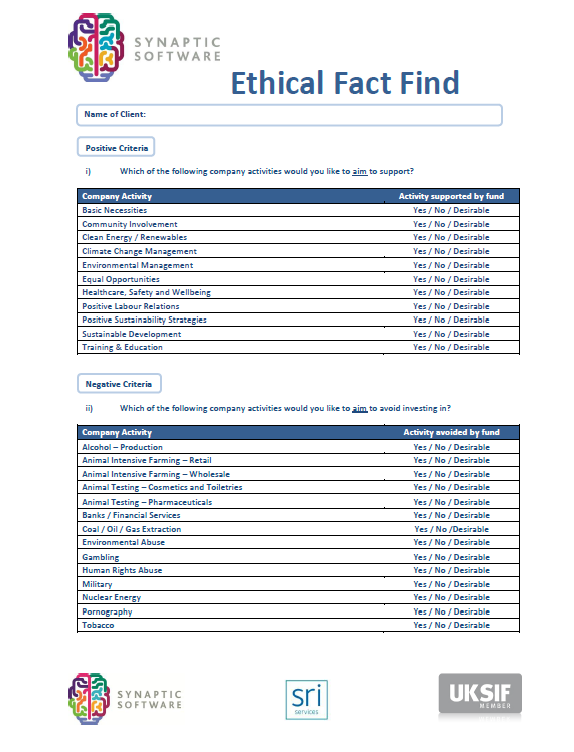 SYNAPTIC
SOFTWARE
Ethical Fact Find
Name of Client:
Positive Criteria
i) Which of the following company activities would you like to aim to support?
Company Activity Activity supported by fund
Basic Necessities Yes / No / Desirable
Community Involvement Yes / No / Desirable
Clean Energy / Renewables Yes / No / Desirable
Climate Change Management Yes / No / Desirable
Environmental Management Yes / No / Desirable
Equal Opportunities Yes / No / Desirable
Healthcare, Safety and Wellbeing Yes / No / Desirable
Positive Labour Relations Yes / No / Desirable
Positive Sustainability Strategies Yes / No / Desirable
Sustainable Development Yes / No / Desirable
Training & Education Yes / No / Desirable
Negative Criteria
ii) Which of the following company activities would you like to aim to avoid investing in?
Company Activity Activity avoided by fund
Alcohol – Production Yes / No / Desirable
Animal Intensive Farming – Retail Yes / No / Desirable
Animal Intensive Farming – Wholesale Yes / No / Desirable
Animal Testing – Cosmetics and Toiletries Yes / No / Desirable
Animal Testing – Pharmaceuticals Yes / No / Desirable
Banks / Financial Services Yes / No / Desirable
Coal / Oil / Gas Extraction Yes / No /Desirable
Environmental Abuse Yes / No / Desirable
Gambling Yes / No / Desirable
Human Rights Abuse Yes / No / Desirable
Military Yes / No / Desirable
Nuclear Energy Yes / No / Desirable
Pornography Yes / No / Desirable
Tobacco Yes / No / Desirable
SYNAPTIC
SOFTWARE
sri
services
UKSIF
MEMBER